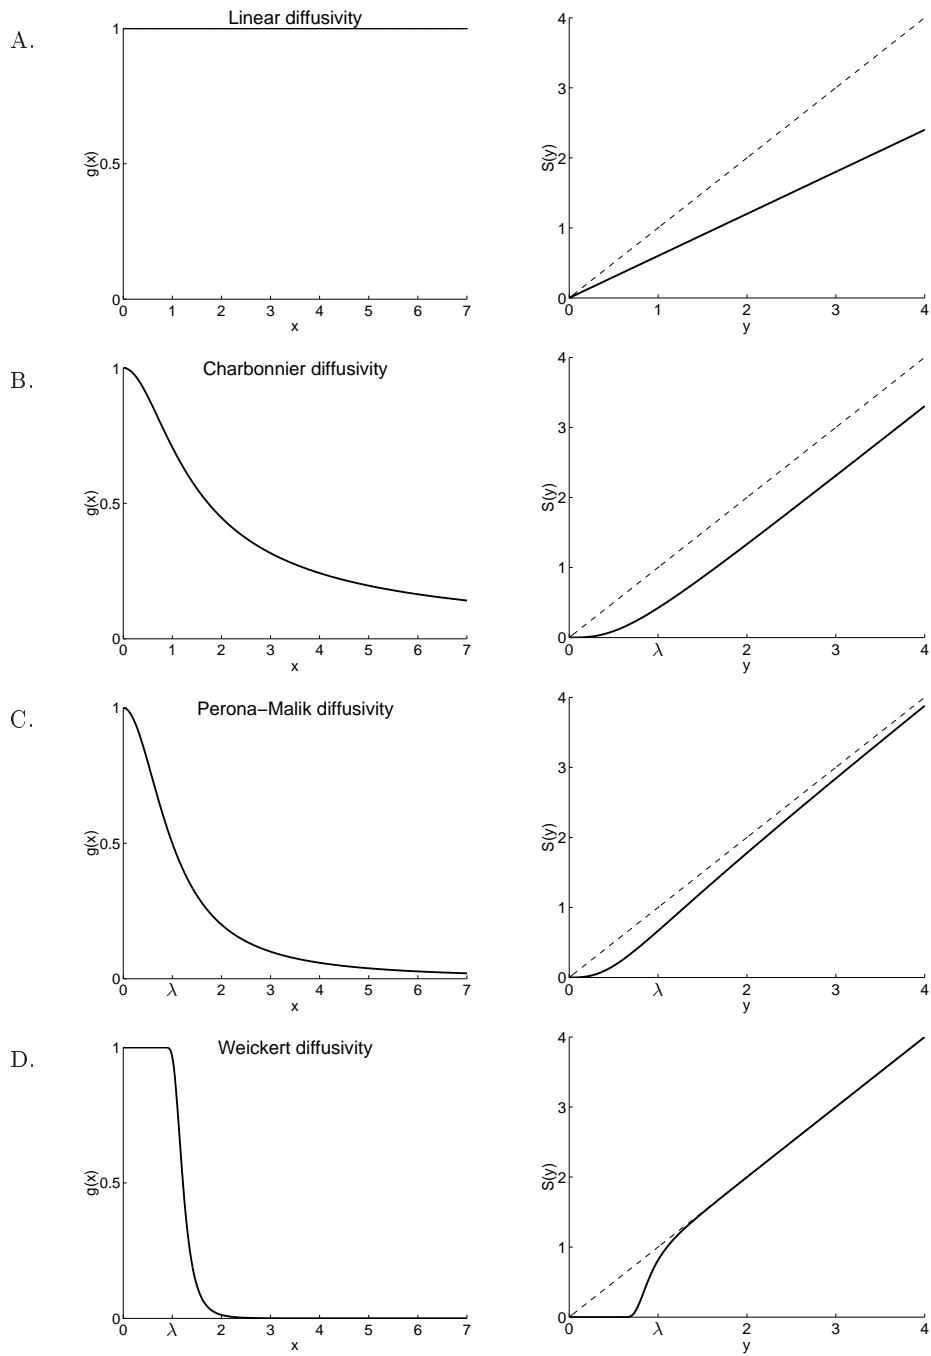 A.
Linear diffusivity
1
0.5
0
g(x)
0 1 2 3 4 5 6 7
x
4
3
2
1
0
S(y)
0 1 2 3 4
y
B.
Charbonnier diffusivity
1
0.5
0
g(x)
0 1 2 3 4 5 6 7
x
4
3
2
1
0
S(y)
0 λ 2 3 4
y
C.
Perona−Malik diffusivity
1
0.5
0
g(x)
0 λ 2 3 4 5 6 7
x
4
3
2
1
0
S(y)
0 λ 2 3 4
y
D.
Weickert diffusivity
1
0.5
0
g(x)
0 λ 2 3 4 5 6 7
x
4
3
2
1
0
S(y)
0 λ 2 3 4
y